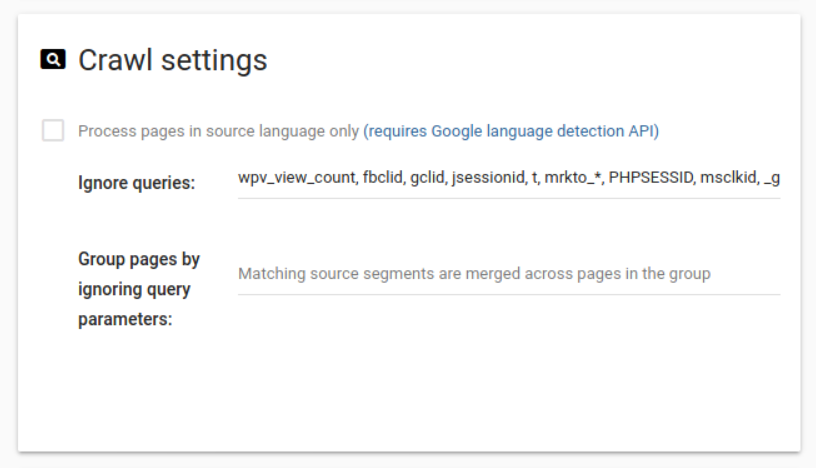 Crawl settings
Process pages in source language only (requires Google language detection API)
Ignore queries: wpv_view_count, fbclid, gclid, jsessionid, t, mrkto_*, PHPSESSID, msclkid, _g
Group pages by
ignoring query
parameters:
Matching source segments are merged across pages in the group